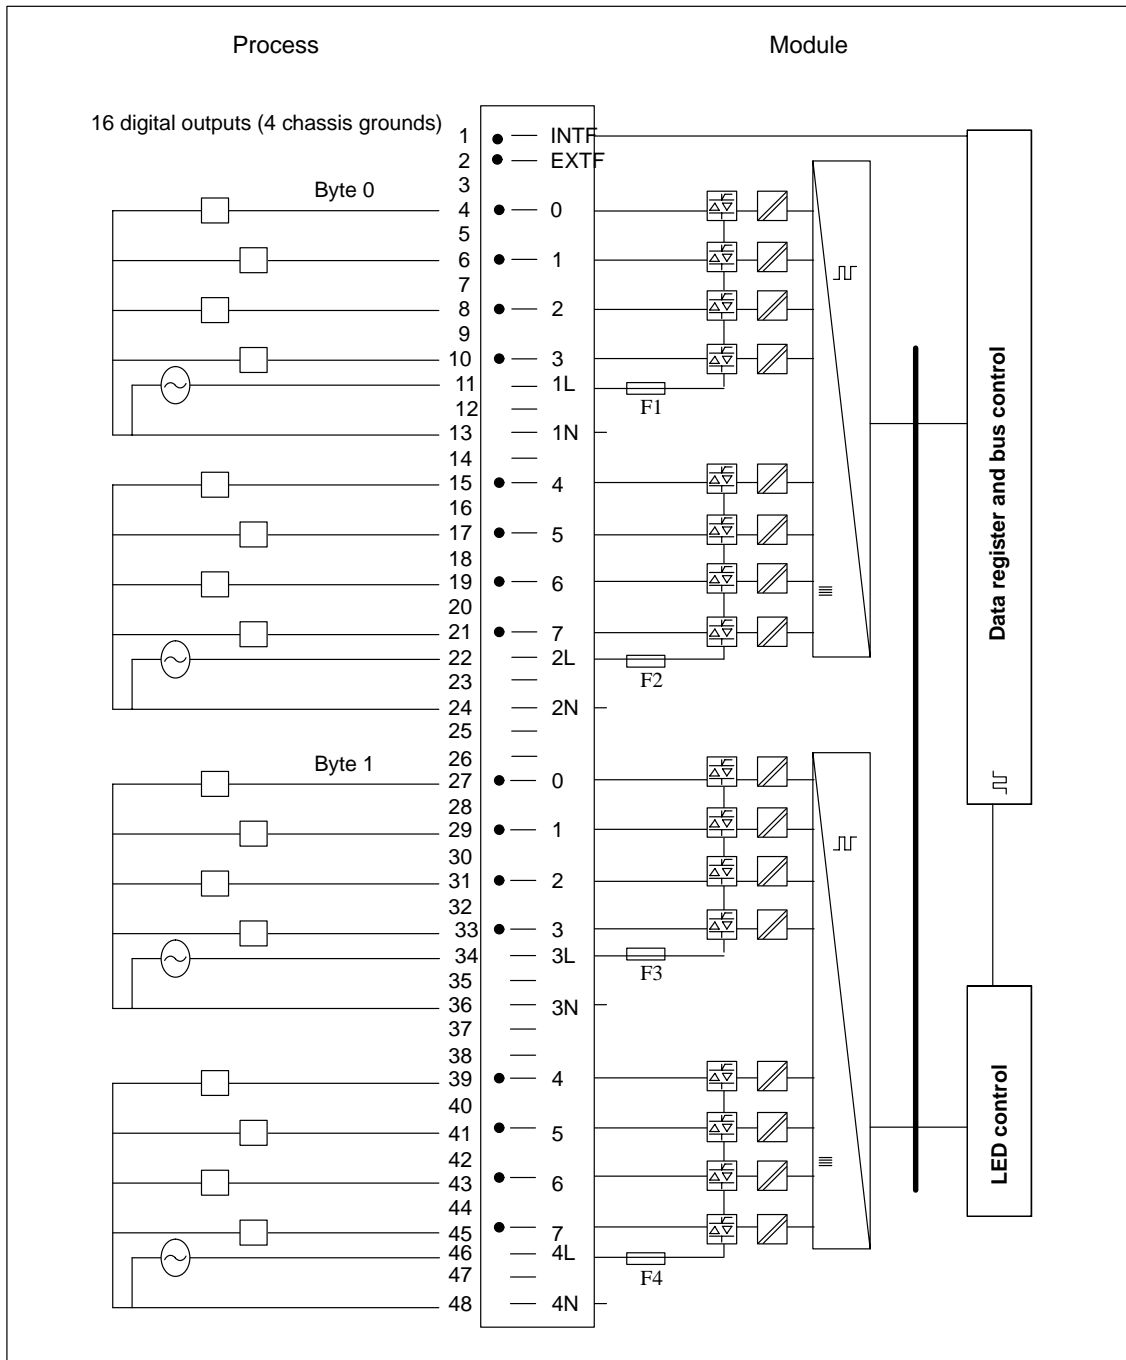 Process Module
16 digital outputs (4 chassis grounds)
1 INTF
2 EXTF
3
Byte 0
4 0
5
6 1
7
8 2
9
10 3
11 1L
F1
12
13 1N
14
15 4
16
17 5
18
19 6
20
21 7
22 2L
F2
23
24 2N
25
26
Byte 1
27 0
28
29 1
30
31 2
32
33 3
34 3L
F3
35
36 3N
37
38
39 4
40
41 5
42
43 6
44
45 7
46 4L
F4
47
48 4N
Data register and bus control
LED control